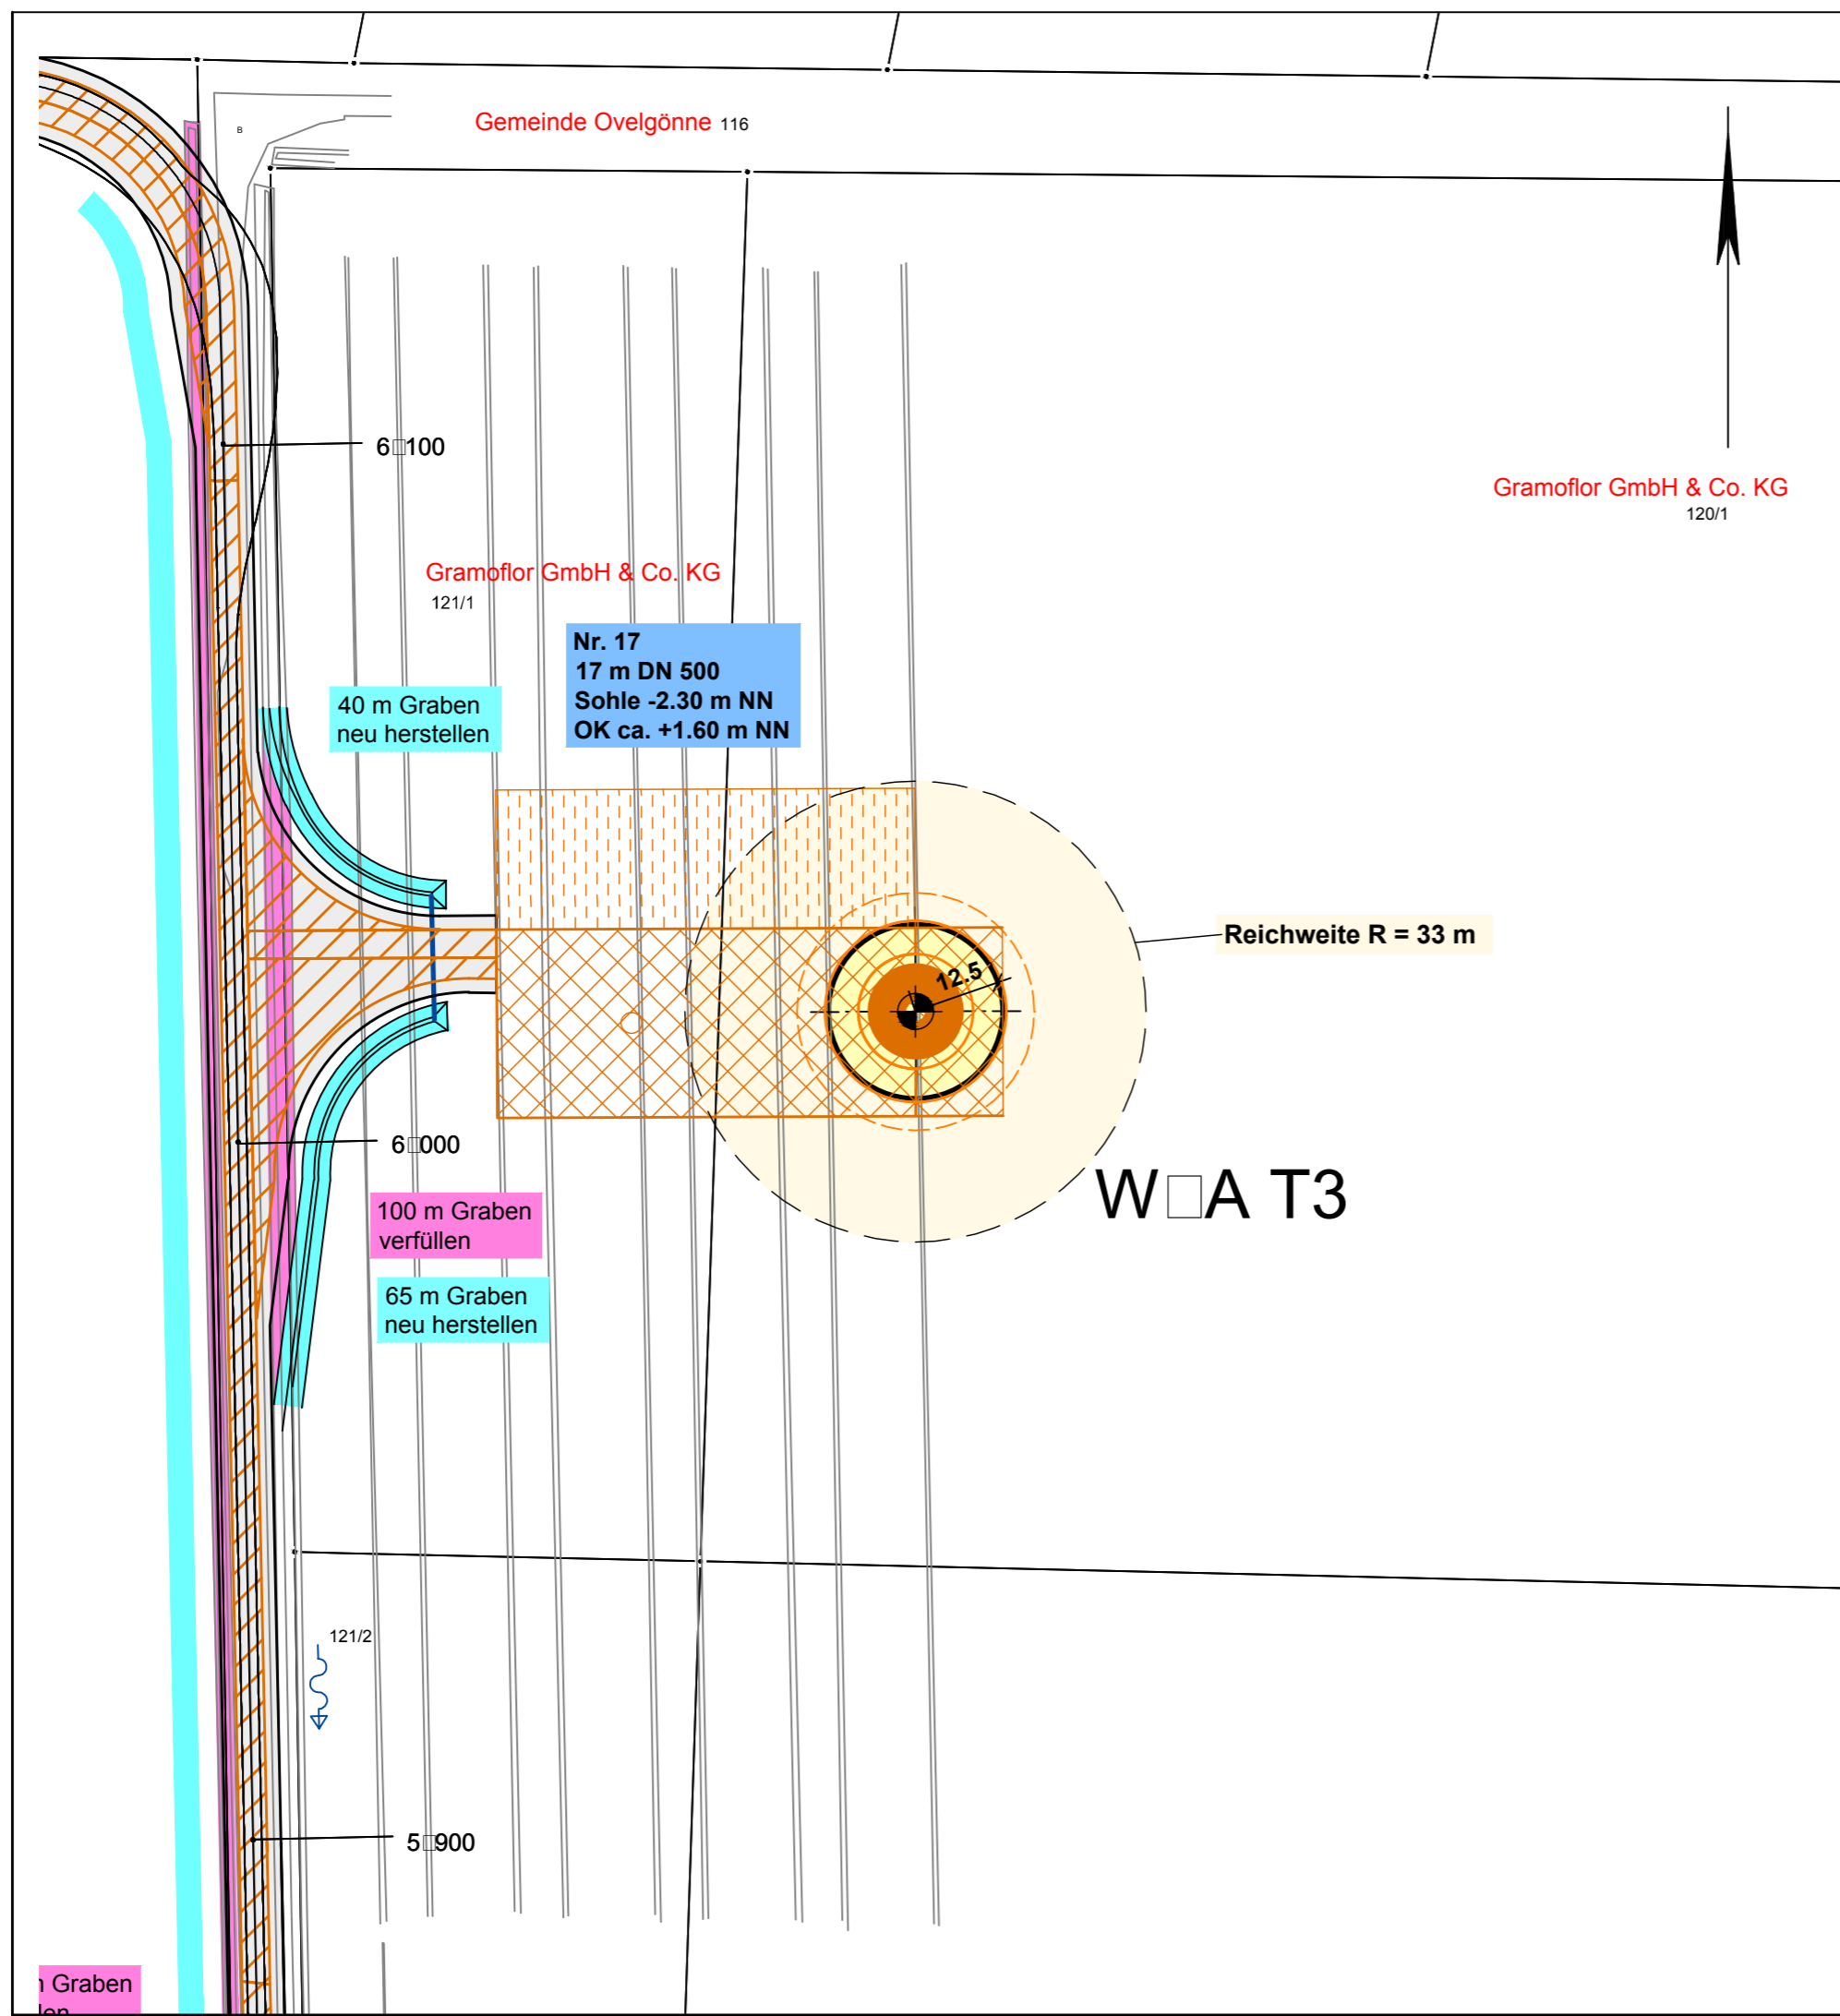 B
Gemeinde Ovelgönne 116
6□100
Gramoflor GmbH & Co. KG
120/1
Gramoflor GmbH & Co. KG
121/1
Nr. 17
17 m DN 500
Sohle -2.30 m NN
OK ca. +1.60 m NN
40 m Graben
neu herstellen
Reichweite R = 33 m
12.5
6□000
W□A T3
100 m Graben
verfüllen
65 m Graben
neu herstellen
121/2
5□900
Graben